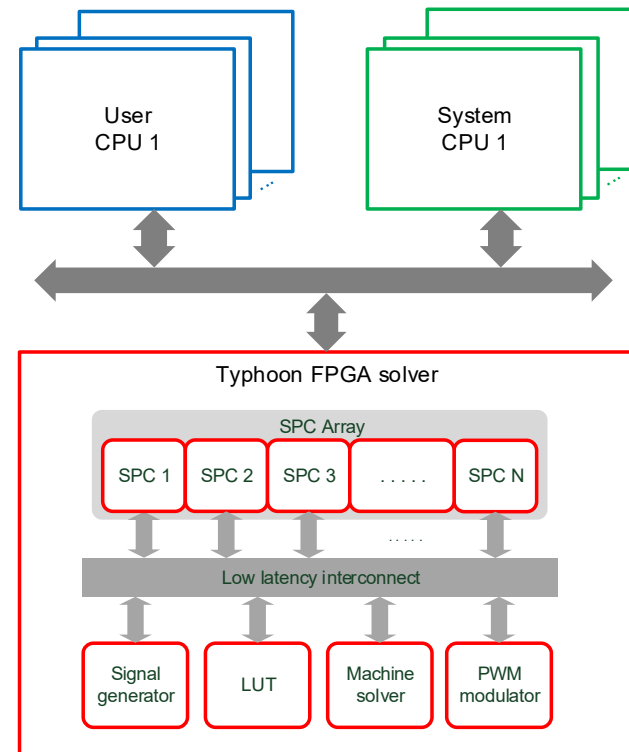 User
CPU 1
...
System
CPU 1
...
Typhoon FPGA solver
SPC Array
SPC 1
SPC 2
SPC 3
. . . . .
SPC N
. . . . .
Low latency interconnect
Signal
generator
LUT
Machine
solver
PWM
modulator